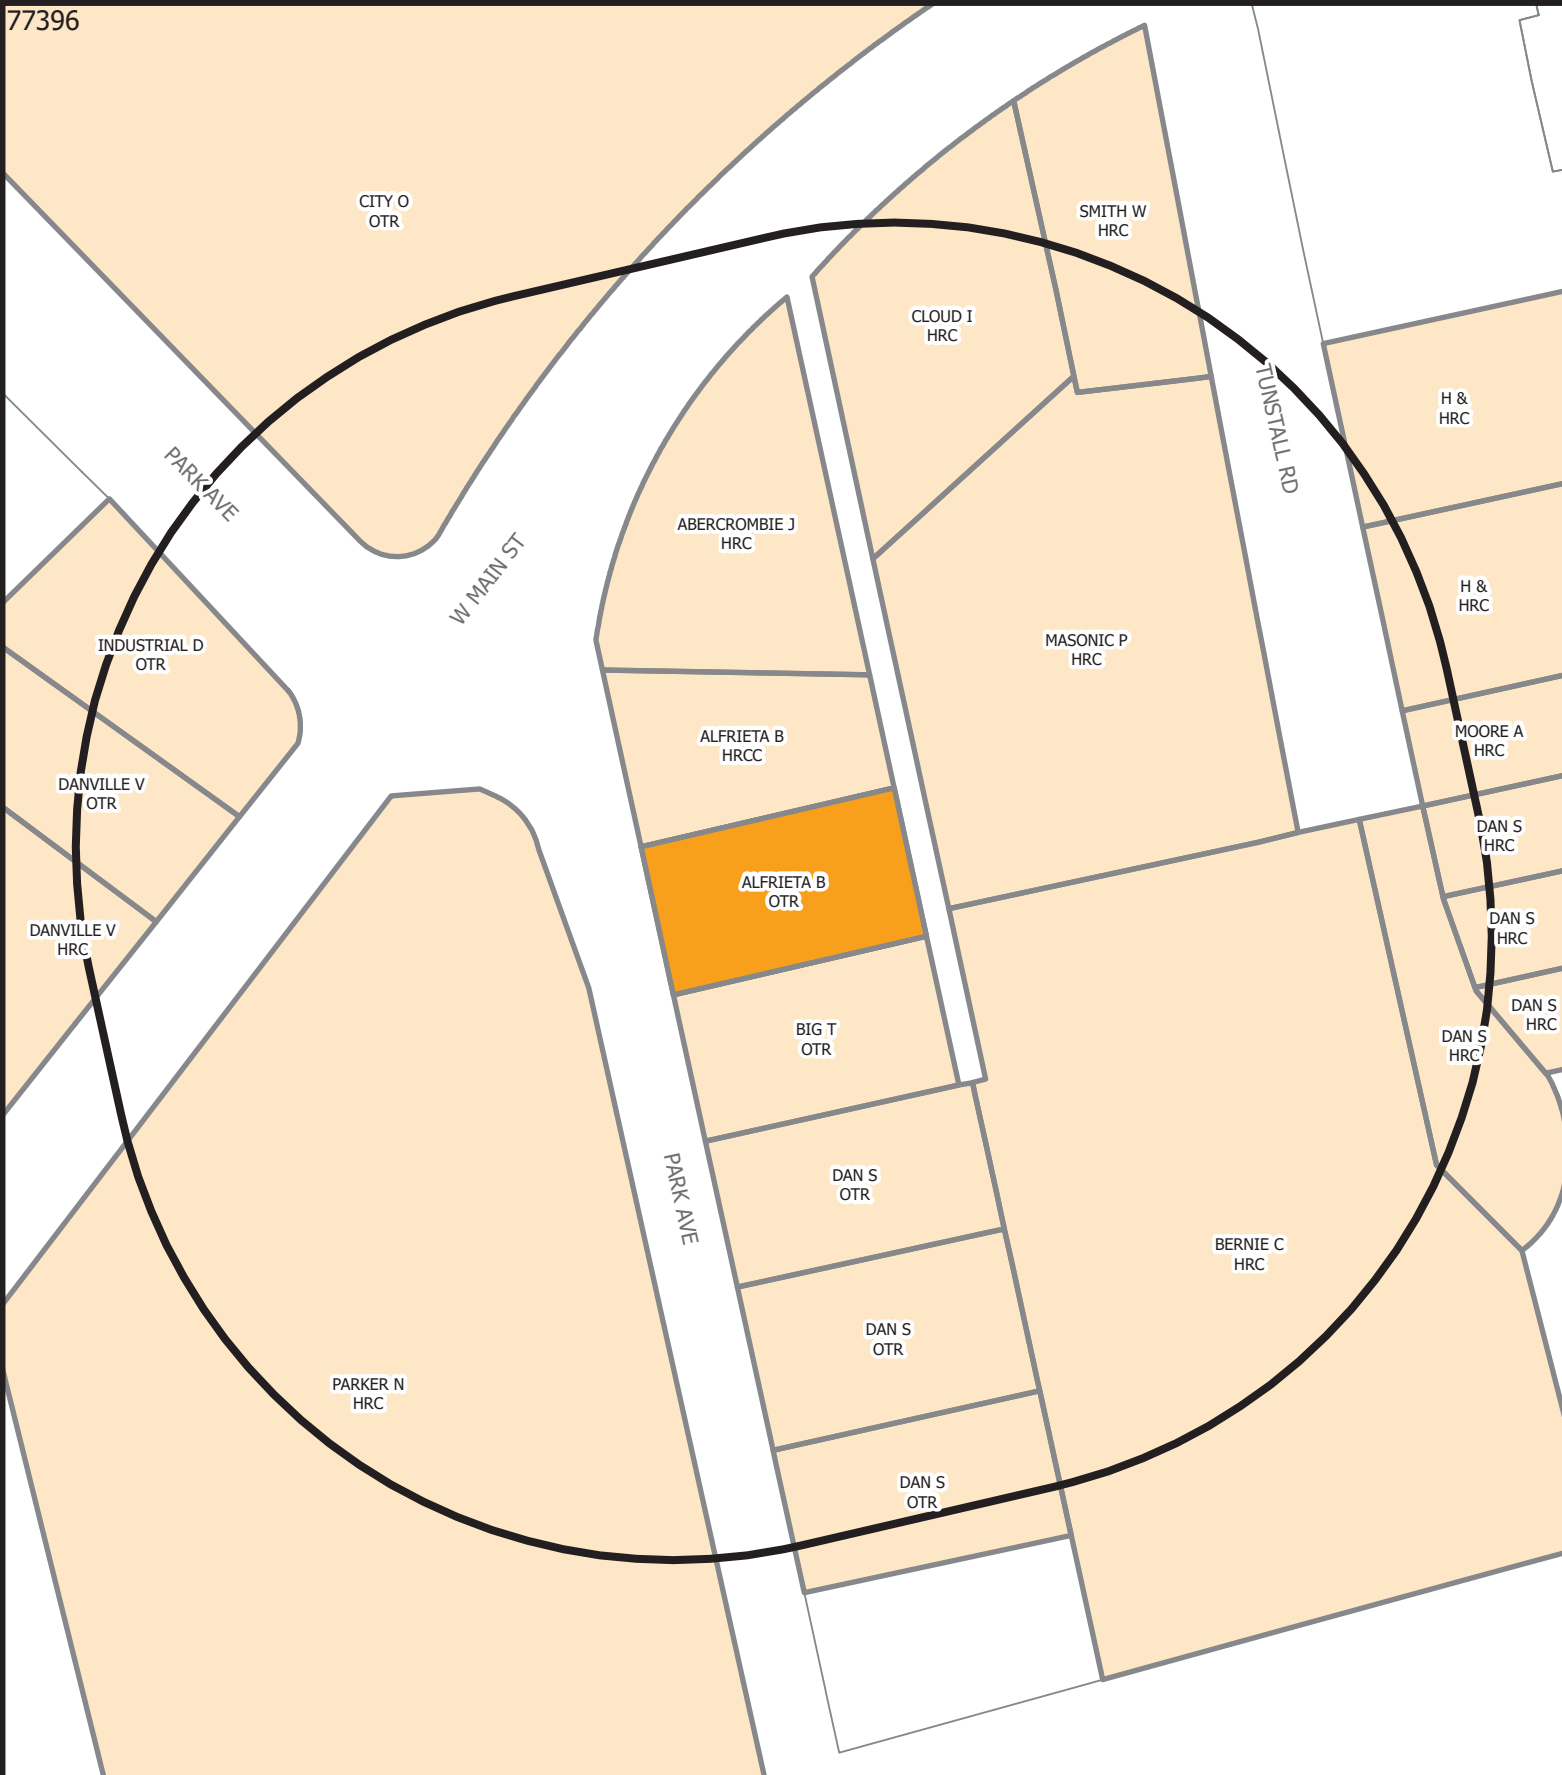 77396
CITY O
OTR
SMITH W
HRC
CLOUD I
HRC
TUNSTALL RD
H &
HRC
PARK AVE
ABERCROMBIE J
HRC
W MAIN ST
H &
HRC
MASONIC P
HRC
INDUSTRIAL D
OTR
ALFRIETA B
HRCC
MOORE A
HRC
DANVILLE V
OTR
DAN S
HRC
ALFRIETA B
OTR
DANVILLE V
HRC
DAN S
HRC
DAN S
HRC
BIG T
OTR
DAN S
HRC
DAN S
OTR
PARK AVE
BERNIE C
HRC
DAN S
OTR
PARKER N
HRC
DAN S
OTR